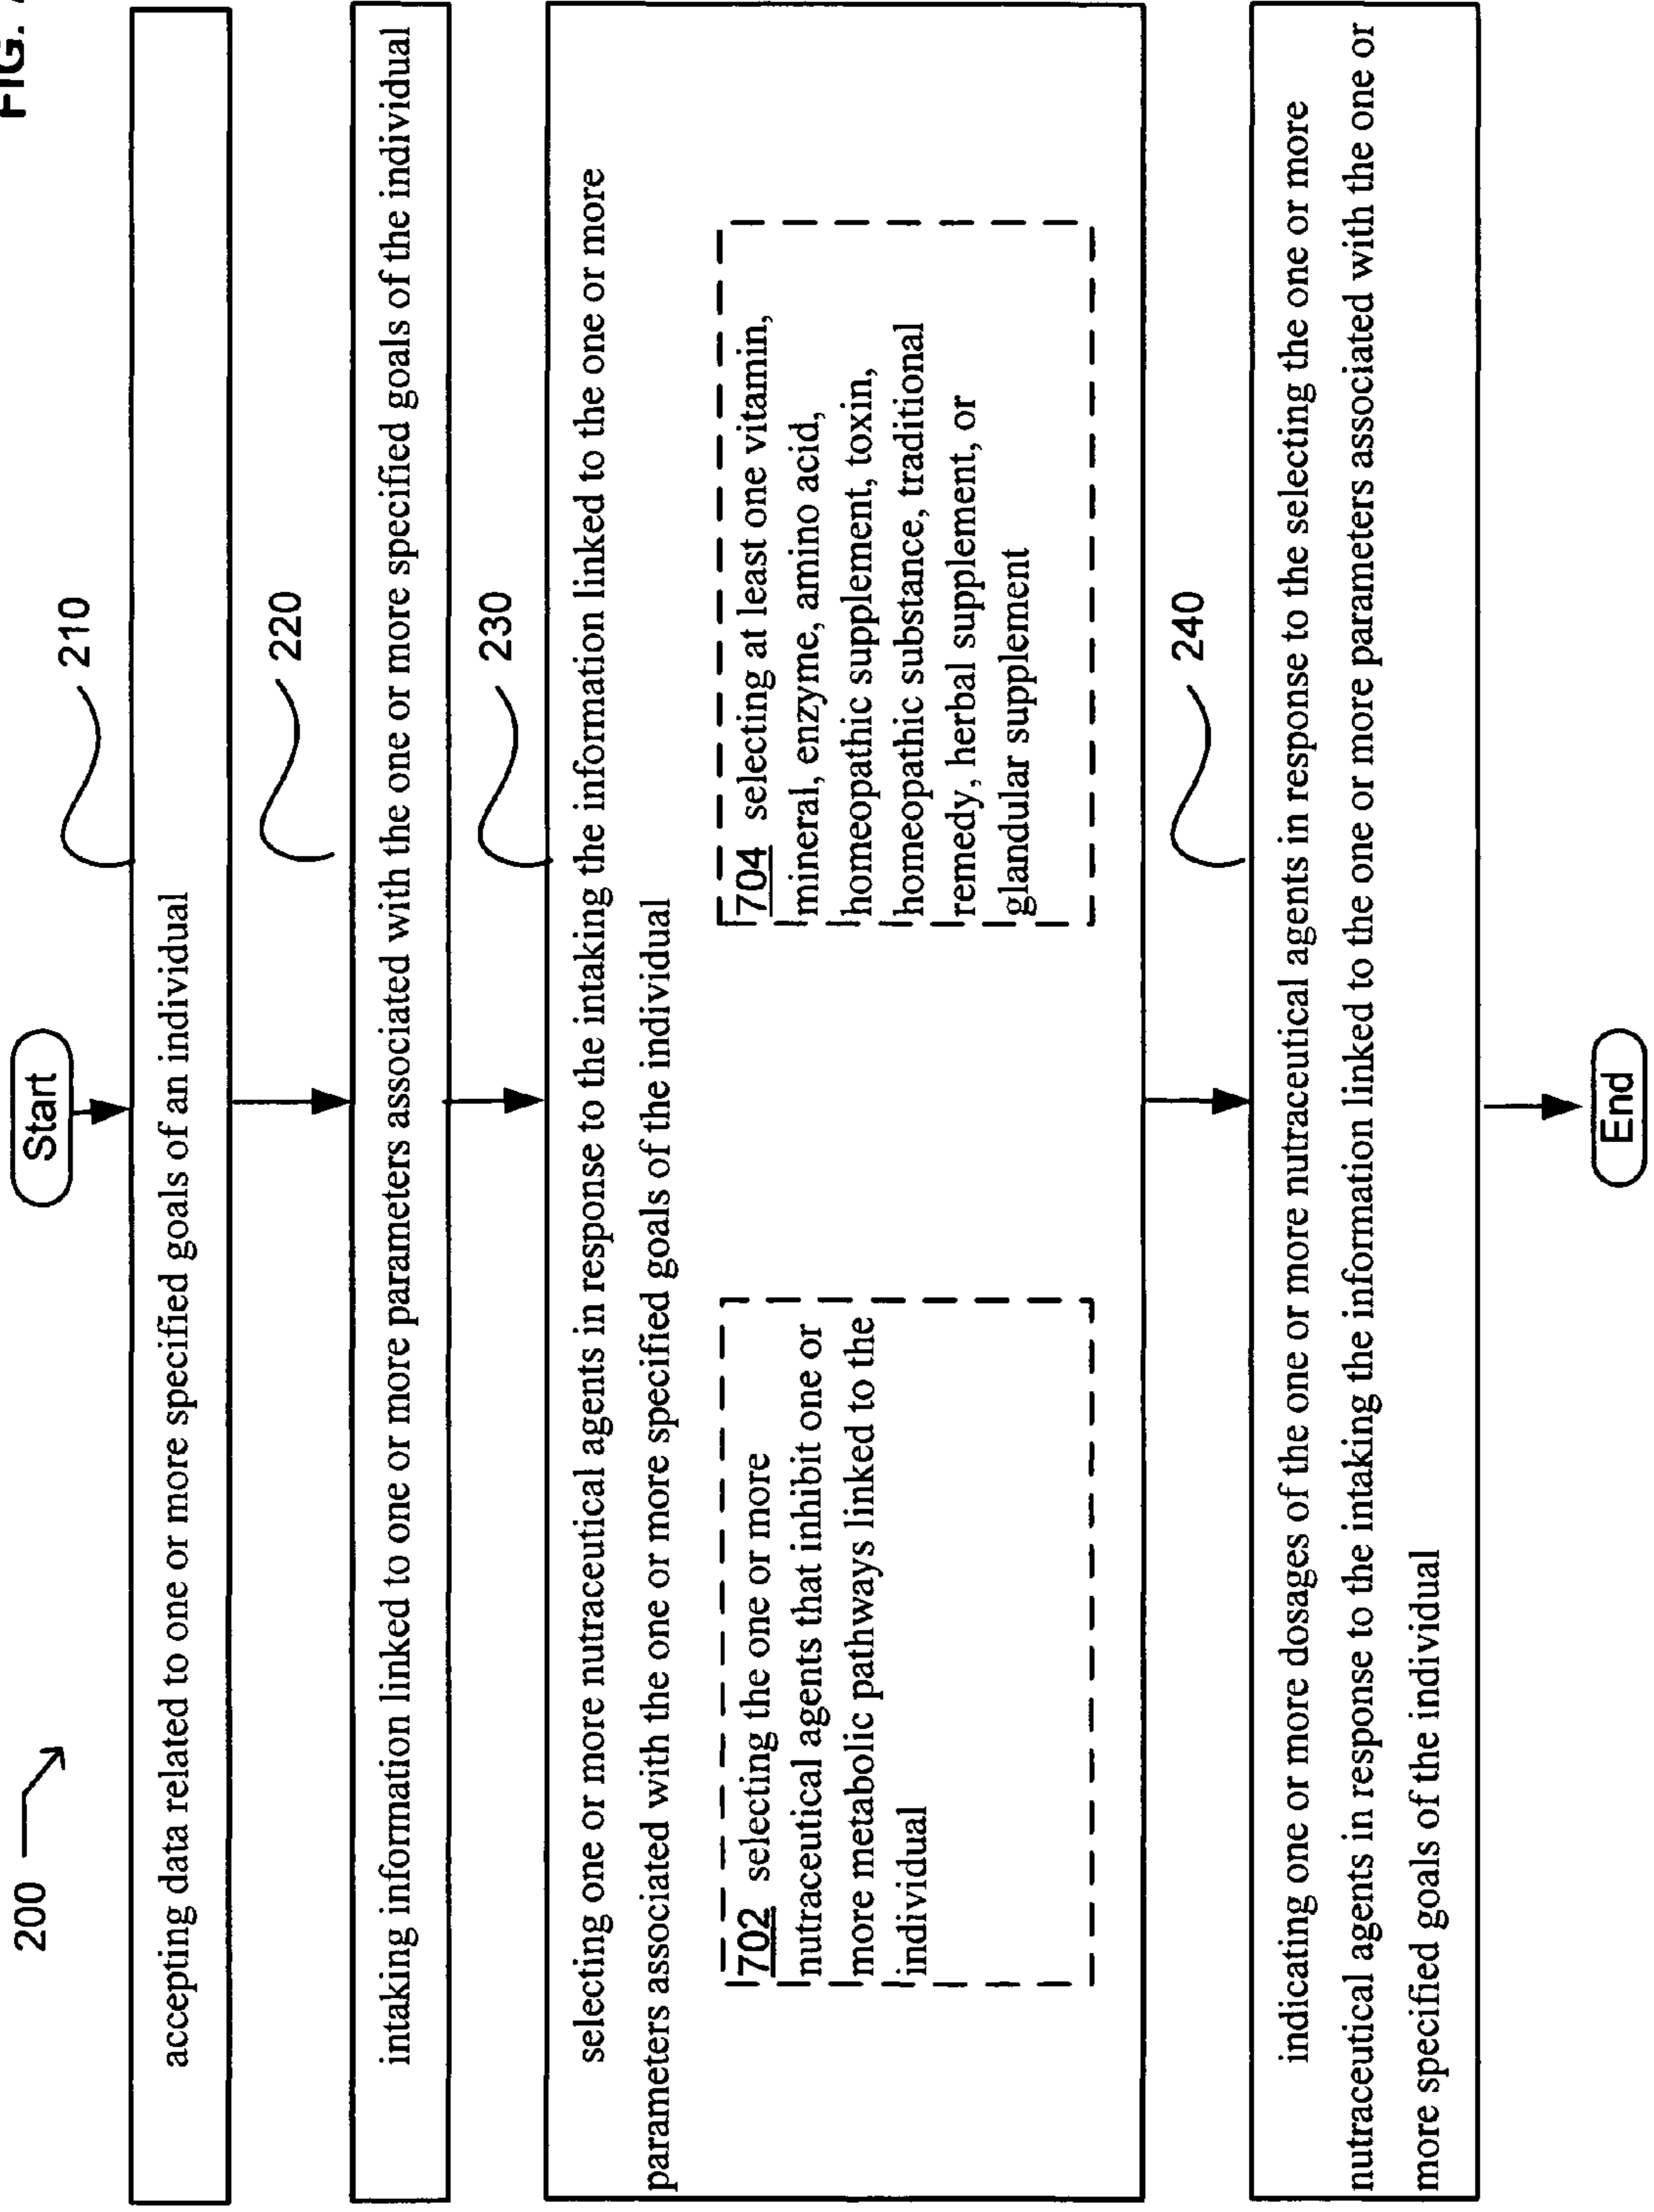 FIG.
200
Start
210
accepting data related to one or more specified goals of an individual
220
intaking information linked to one or more parameters associated with the one or more specified goals of the individual
230
selecting one or more nutraceutical agents in response to the intaking the information linked to the one or more
parameters associated with the one or more specified goals of the individual
702 selecting the one or more
nutraceutical agents that inhibit one or
more metabolic pathways linked to the
individual
704 selecting at least one vitamin,
mineral, enzyme, amino acid,
homeopathic supplement, toxin,
homeopathic substance, traditional
remedy, herbal supplement, or
glandular supplement
240
indicating one or more dosages of the one or more nutraceutical agents in response to the selecting the one or more
nutraceutical agents in response to the intaking the information linked to the one or more parameters associated with the one or
more specified goals of the individual
End